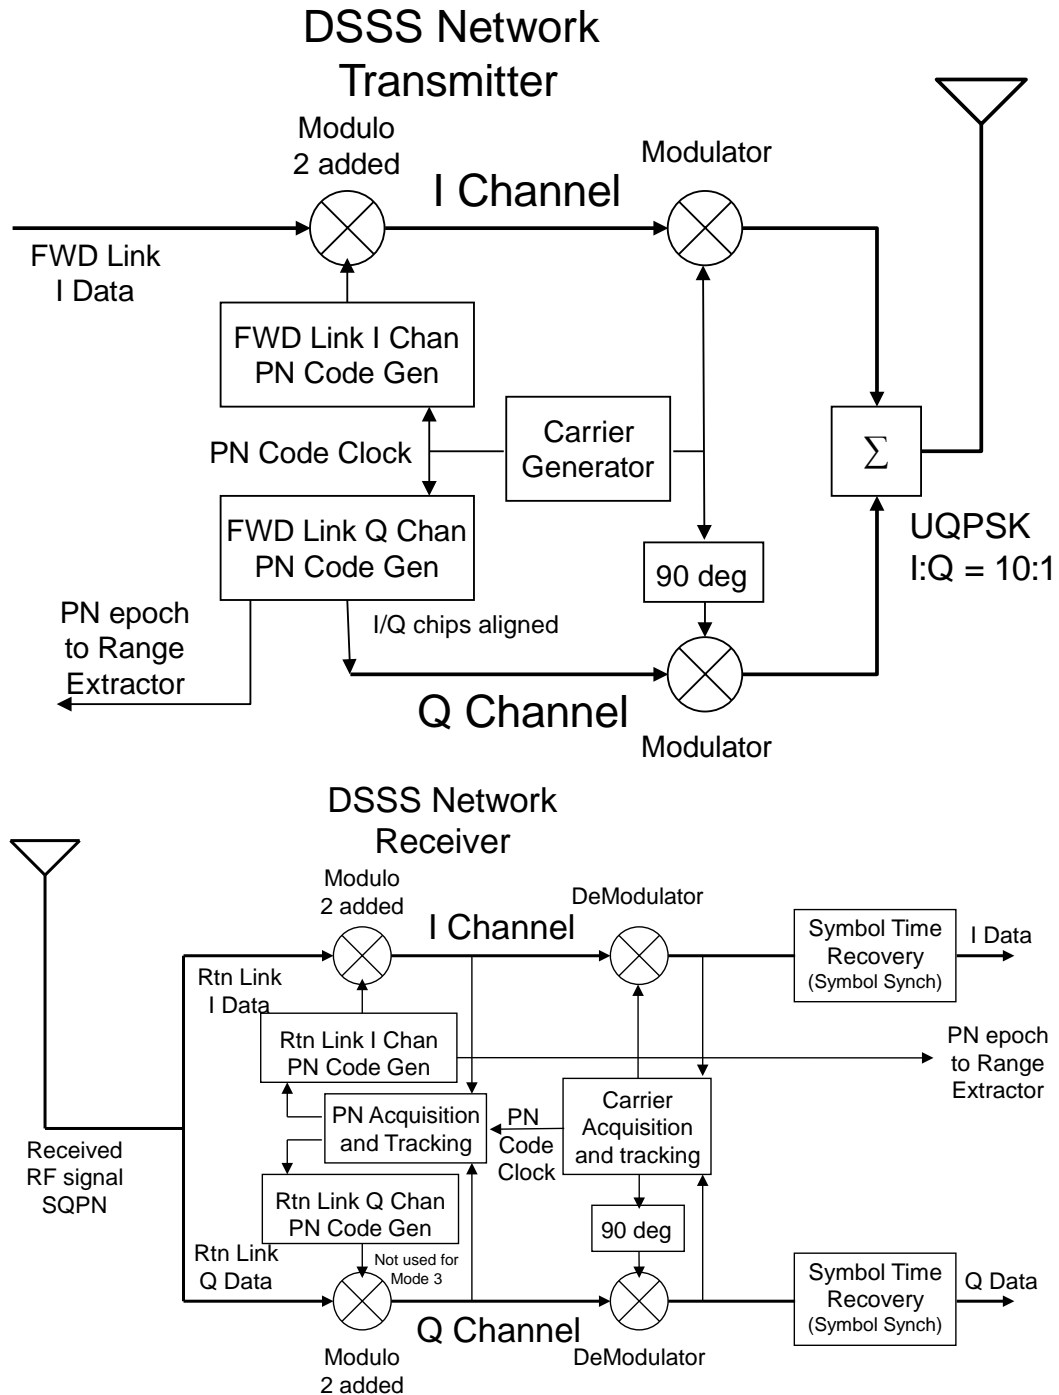 DSSS Network
Transmitter
Modulo
2 added
Modulator
I Channel
FWD Link
I Data
FWD Link I Chan
PN Code Gen
PN Code Clock
Carrier
Generator
Σ
FWD Link Q Chan
PN Code Gen
UQPSK
I:Q = 10:1
90 deg
PN epoch
to Range
Extractor
I/Q chips aligned
Q Channel
Modulator
DSSS Network
Receiver
Modulo
2 added
DeModulator
I Channel
Symbol Time
Recovery
(Symbol Synch)
I Data
Rtn Link
I Data
Rtn Link I Chan
PN Code Gen
PN epoch
to Range
Extractor
PN Acquisition
and Tracking
PN
Code
Clock
Carrier
Acquisition
and tracking
Received
RF signal
SQPN
Rtn Link Q Chan
PN Code Gen
90 deg
Rtn Link
Q Data
Not used for
Mode 3
Symbol Time
Recovery
(Symbol Synch)
Q Data
Q Channel
Modulo
2 added
DeModulator